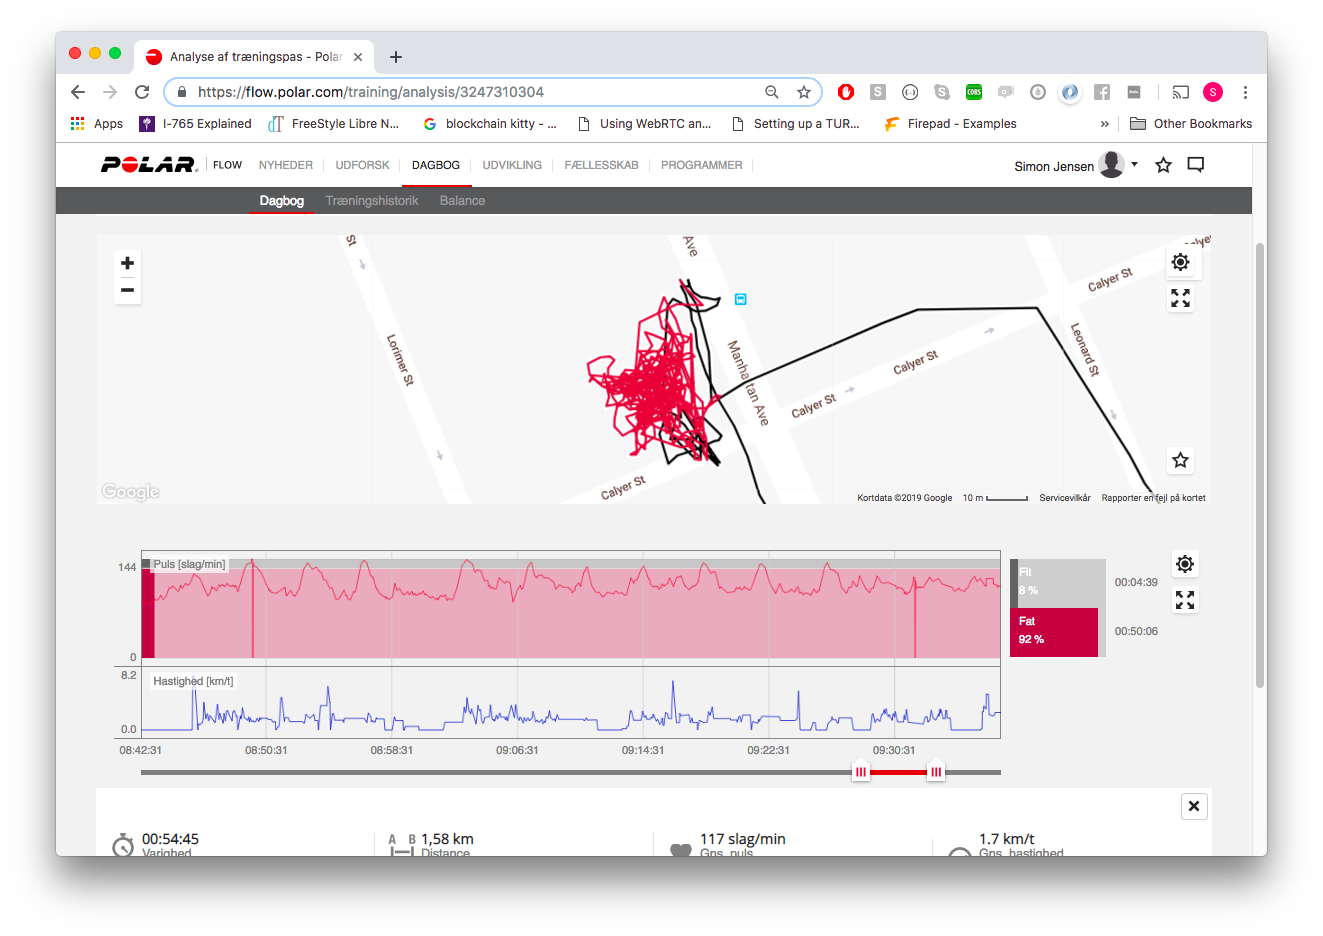 Analyse af træningspas - Polar
https://flow.polar.com/training/analysis/3247310304
S
CORS
S
Apps
I-765 Explained
FreeStyle Libre N...
blockchain kitty - ...
Using WebRTC an...
Setting up a TUR...
Firepad - Examples
»
Other Bookmarks
POLAR
FLOW
NYHEDER
UDFORSK
DAGBOG
UDVIKLING
FÆLLESSKAB
PROGRAMMER
Simon Jensen
Dagbog
Træningshistorik
Balance
St
Ave
Calyer St
Lorimer St
Manhattan Ave
Calyer St
Leonard St
Calyer St
Calyer St
Google
Kortdata ©2019 Google
10 m
Servicevilkår
Rapporter en fejl på kortet
144
Puls [slag/min]
0
Fit
8 %
00:04:39
Fat
92 %
00:50:06
8.2
Hastighed [km/t]
0.0
08:42:31
08:50:31
08:58:31
09:06:31
09:14:31
09:22:31
09:30:31
00:54:45
Varighed
A B
1,58 km
Distance
117 slag/min
Gns. puls
1.7 km/t
Gns. hastighed